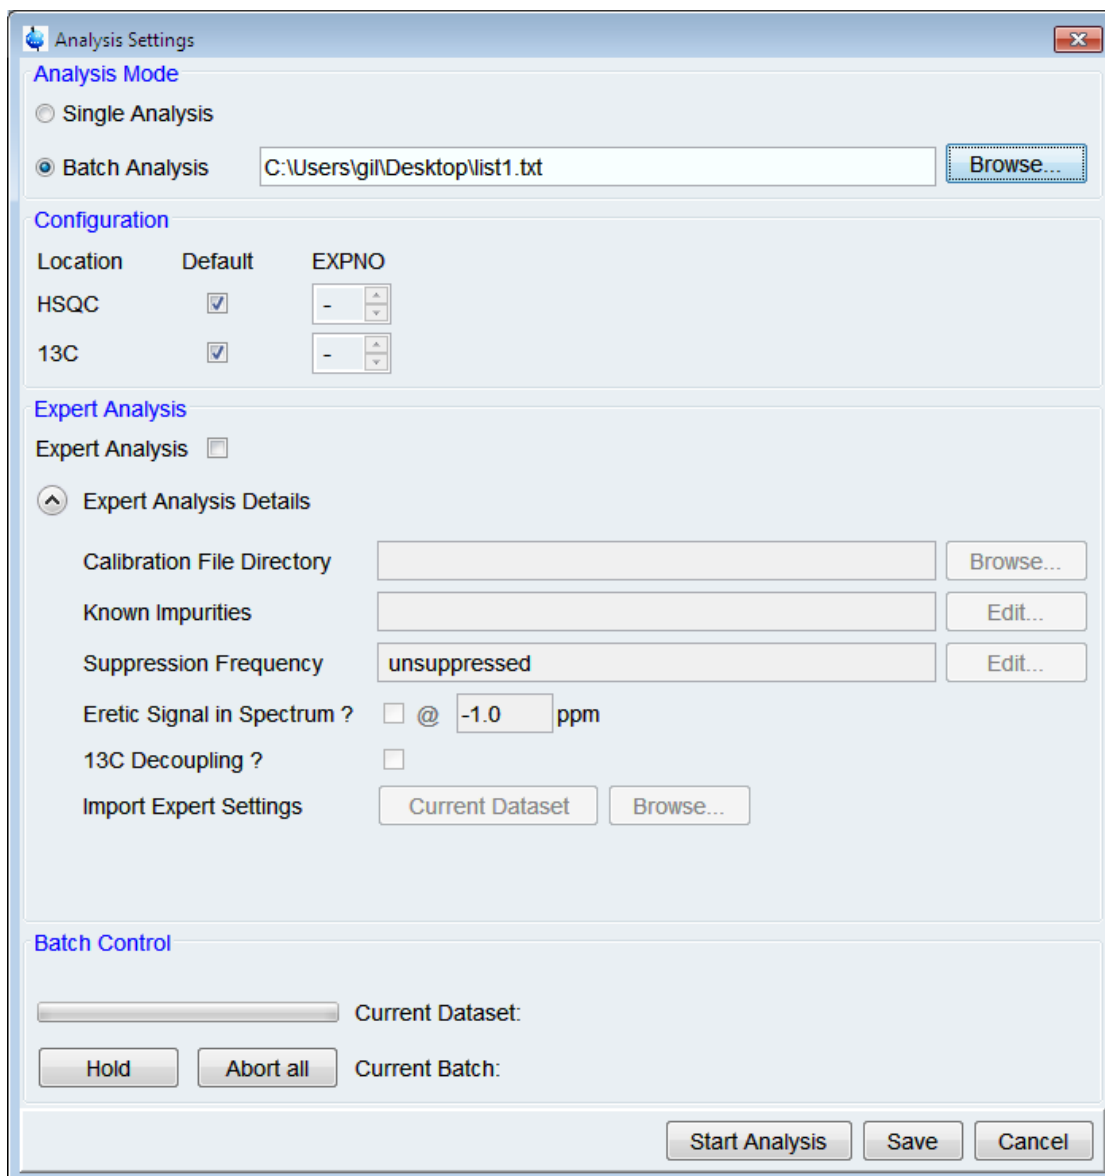 Analysis Settings
Analysis Mode
Single Analysis
Batch Analysis C:\Users\gil\Desktop\list1.txt Browse...
Configuration
Location Default EXPNO
HSQC -
13C -
Expert Analysis
Expert Analysis
Expert Analysis Details
Calibration File Directory Browse...
Known Impurities Edit...
Suppression Frequency unsuppressed Edit...
Eretic Signal in Spectrum ? @ -1.0 ppm
13C Decoupling ?
Import Expert Settings Current Dataset Browse...
Batch Control
Current Dataset:
Hold Abort all Current Batch:
Start Analysis Save Cancel